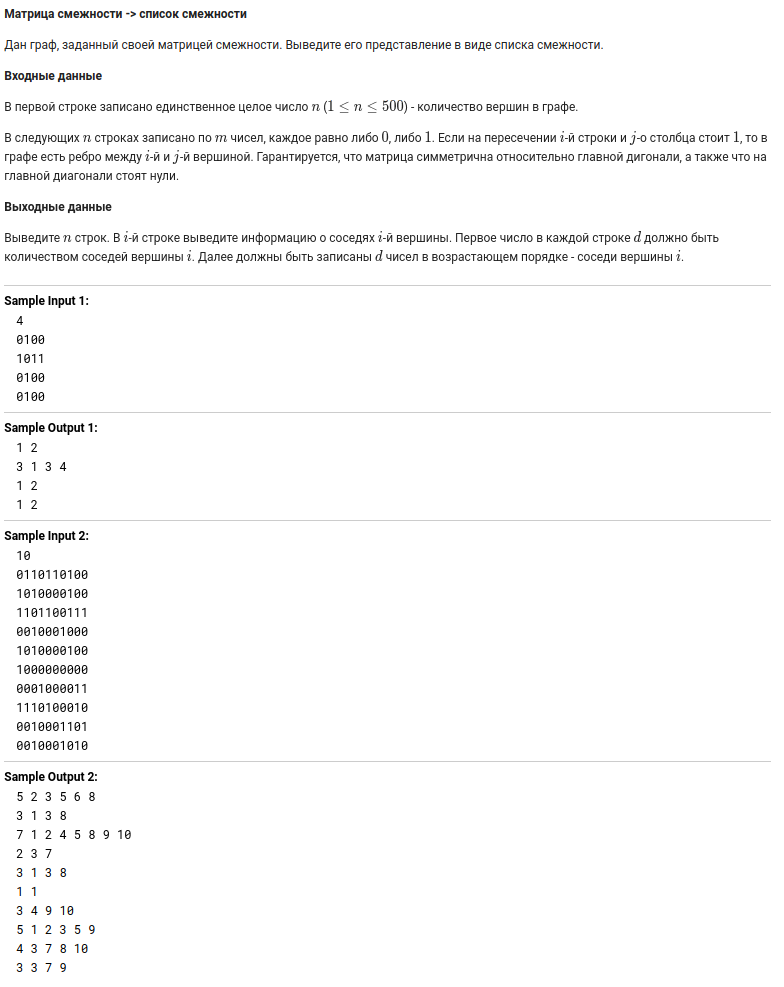 Матрица смежности -> список смежности
Дан граф, заданный своей матрицей смежности. Выведите его представление в виде списка смежности.
Входные данные
В первой строке записано единственное целое число n (1 ≤ n ≤ 500) - количество вершин в графе.
В следующих n строках записано по m чисел, каждое равно либо 0, либо 1. Если на пересечении i-й строки и j-о столбца стоит 1, то в
графе есть ребро между i-й и j-й вершиной. Гарантируется, что матрица симметрична относительно главной дигонали, а также что на
главной диагонали стоят нули.
Выходные данные
Выведите n строк. В i-й строке выведите информацию о соседях i-й вершины. Первое число в каждой строке d должно быть
количеством соседей вершины i. Далее должны быть записаны d чисел в возрастающем порядке - соседи вершины i.
Sample Input 1:
4
0100
1011
0100
0100
Sample Output 1:
1 2
3 1 3 4
1 2
1 2
Sample Input 2:
10
0110110100
1010000100
1101100111
0010001000
1010000100
1000000000
0001000011
1110100010
0010001101
0010001010
Sample Output 2:
5 2 3 5 6 8
3 1 3 8
7 1 2 4 5 8 9 10
2 3 7
3 1 3 8
1 1
3 4 9 10
5 1 2 3 5 9
4 3 7 8 10
3 3 7 9